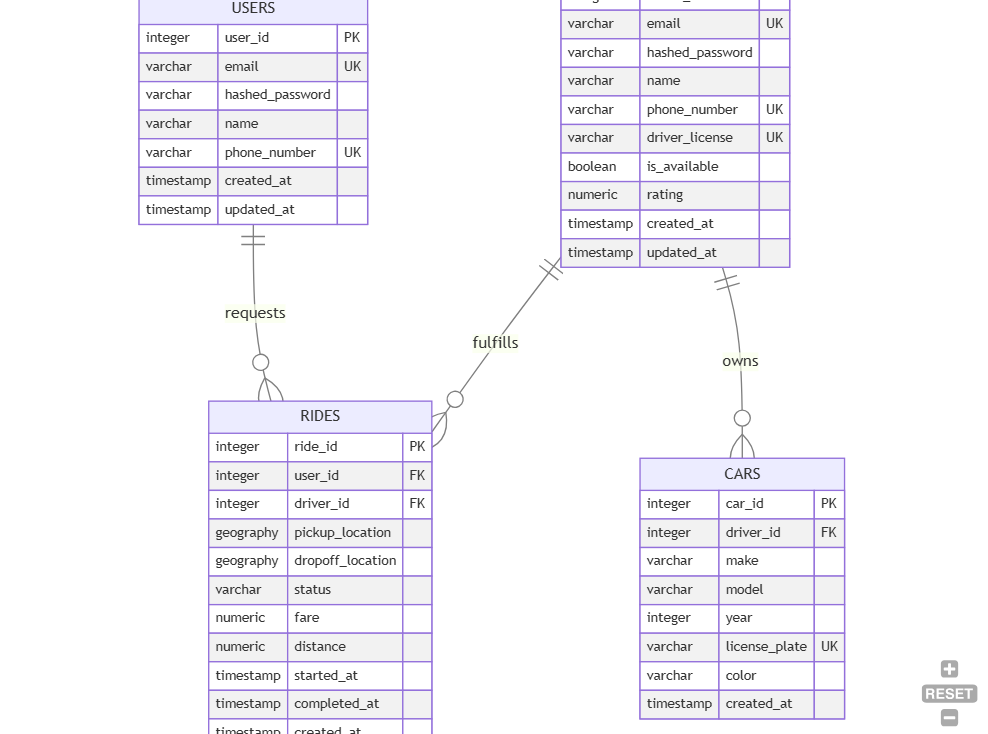 USERS
integer user_id PK
varchar email UK
varchar hashed_password
varchar name
varchar phone_number UK
timestamp created_at
timestamp updated_at
varchar email UK
varchar hashed_password
varchar name
varchar phone_number UK
varchar driver_license UK
boolean is_available
numeric rating
timestamp created_at
timestamp updated_at
requests
fulfills
owns
RIDES
integer ride_id PK
integer user_id FK
integer driver_id FK
geography pickup_location
geography dropoff_location
varchar status
numeric fare
numeric distance
timestamp started_at
timestamp completed_at
timestamp created_at
CARS
integer car_id PK
integer driver_id FK
varchar make
varchar model
integer year
varchar license_plate UK
varchar color
timestamp created_at
RESET